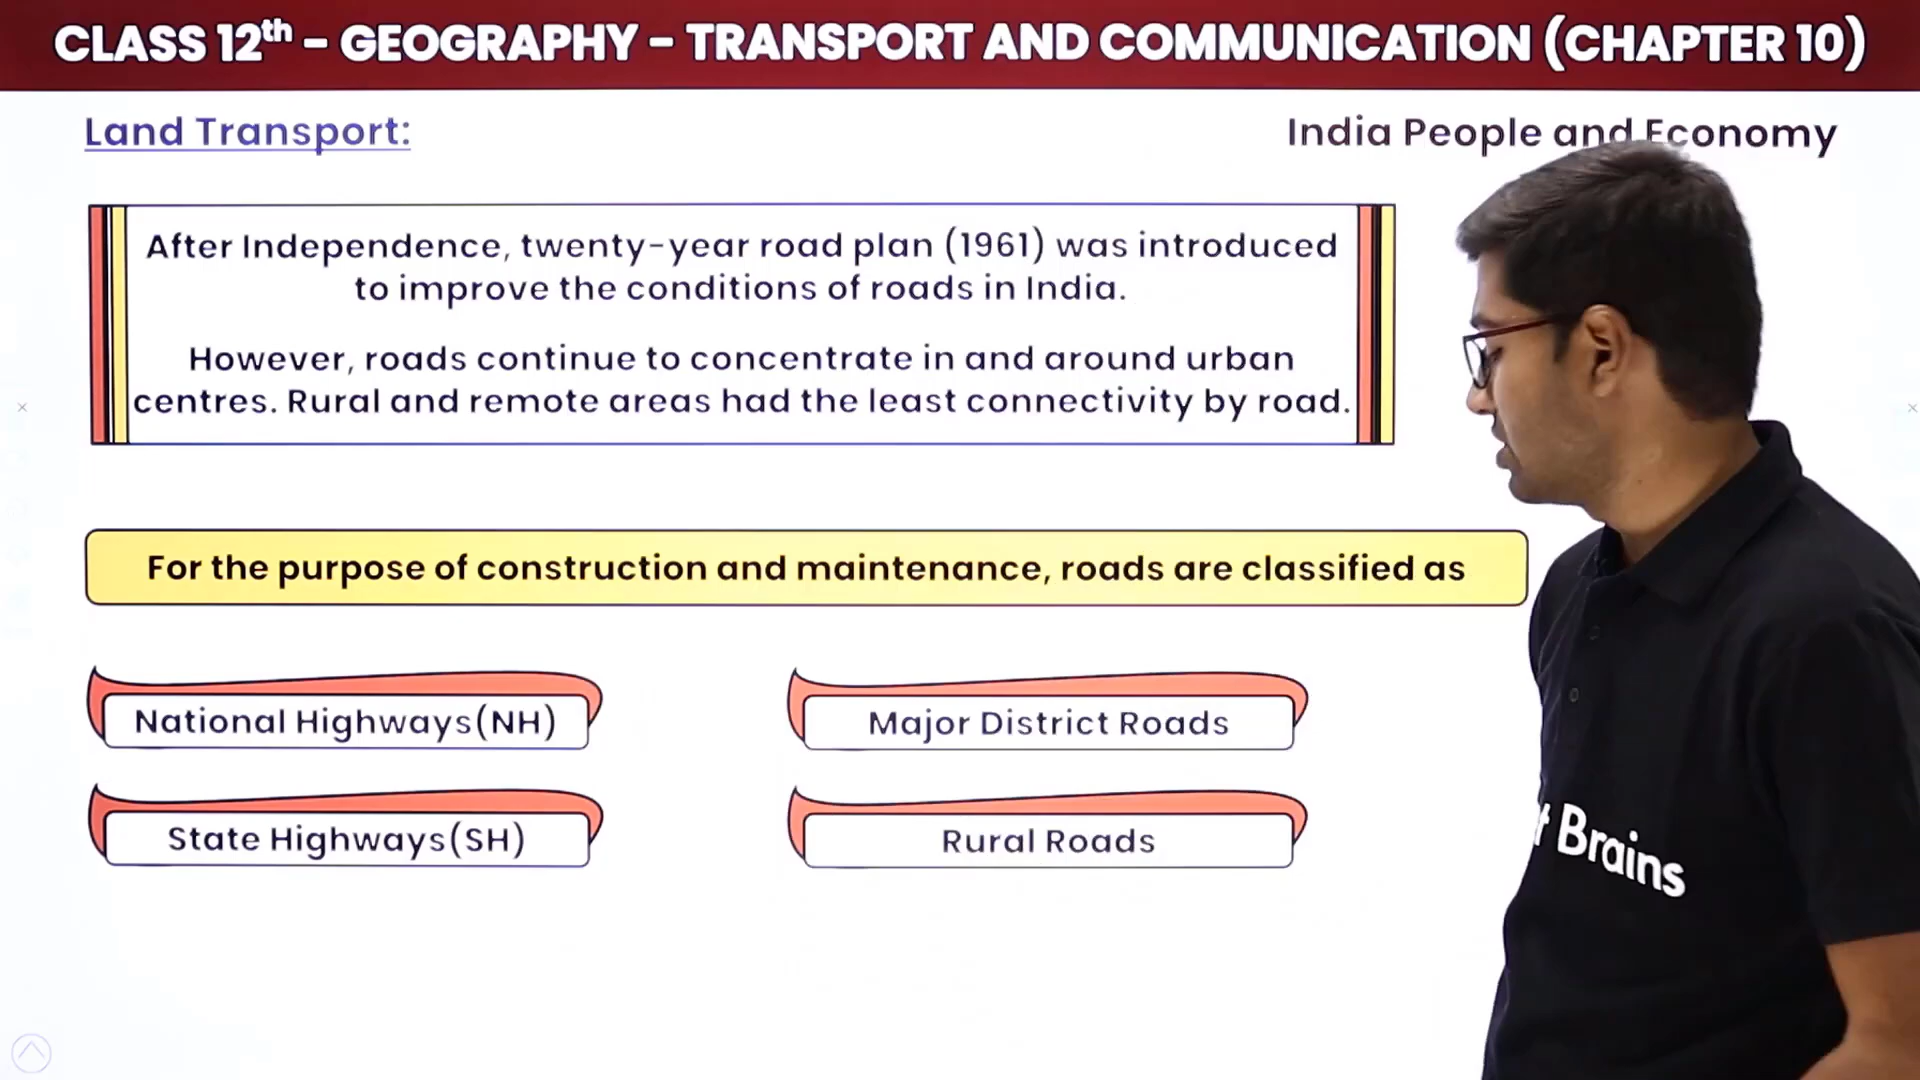 CLASS 12th - GEOGRAPHY - TRANSPORT AND COMMUNICATION (CHAPTER 10)
Land Transport:
India People and Economy
After Independence, twenty-year road plan (1961) was introduced
to improve the conditions of roads in India.
However, roads continue to concentrate in and around urban
centres. Rural and remote areas had the least connectivity by road.
For the purpose of construction and maintenance, roads are classified as
National Highways(NH)
Major District Roads
State Highways(SH)
Rural Roads
Brains